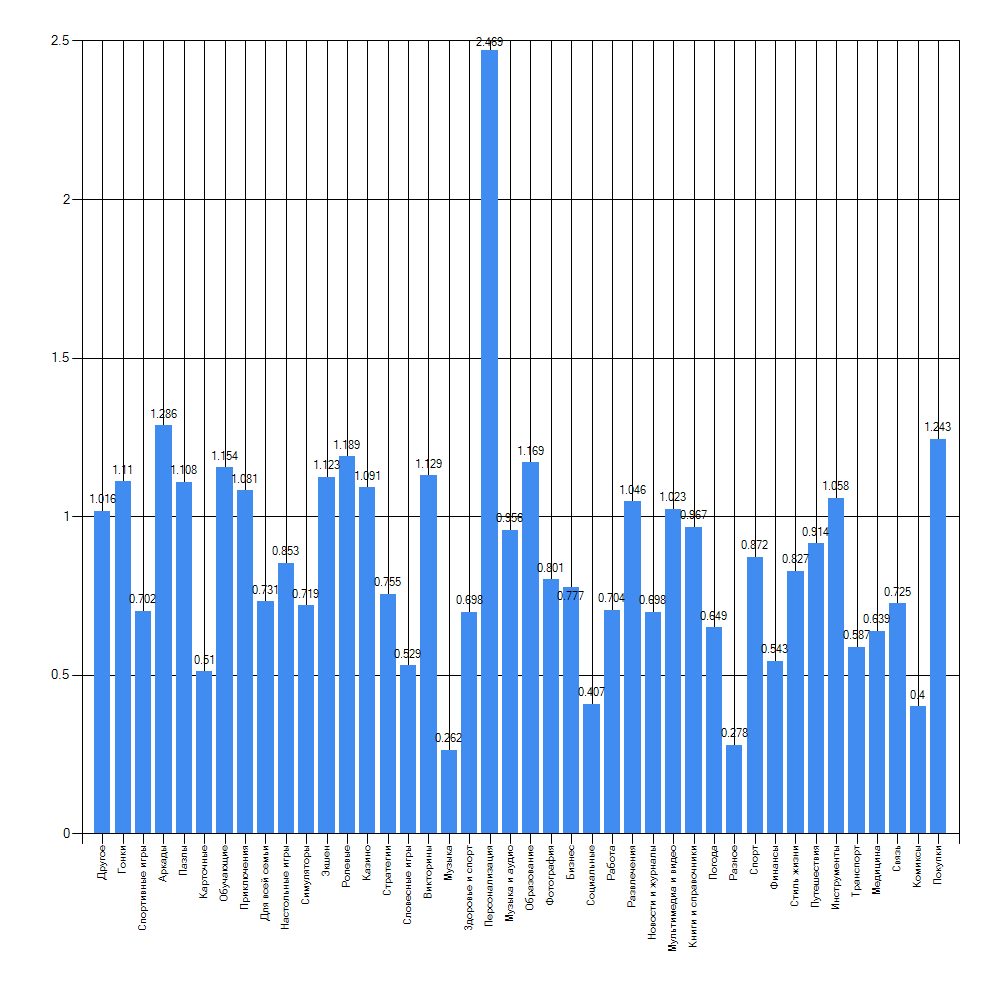 2.5
2
1.5
1
0.5
0
1.016
1.11
0.702
1.286
1.108
0.51
1.154
1.081
0.731
0.853
0.719
1.123
1.189
1.091
0.755
0.529
1.129
0.262
0.698
2.469
0.956
1.169
0.801
0.777
0.407
0.704
1.046
0.698
1.023
0.967
0.649
0.278
0.872
0.543
0.827
0.914
1.058
0.587
0.639
0.725
0.4
1.243
Другое
Гонки
Спортивные игры
Аркады
Пазлы
Карточные
Обучающие
Приключения
Для всей семьи
Настольные игры
Симуляторы
Экшен
Ролевые
Казино
Стратегии
Словесные игры
Викторины
Музыка
Здоровье и спорт
Персонализация
Музыка и аудио
Образование
Фотография
Бизнес
Социальные
Работа
Развлечения
Новости и журналы
Мультимедиа и видео
Книги и справочники
Погода
Разное
Спорт
Финансы
Стиль жизни
Путешествия
Инструменты
Транспорт
Медицина
Связь
Комиксы
Покупки